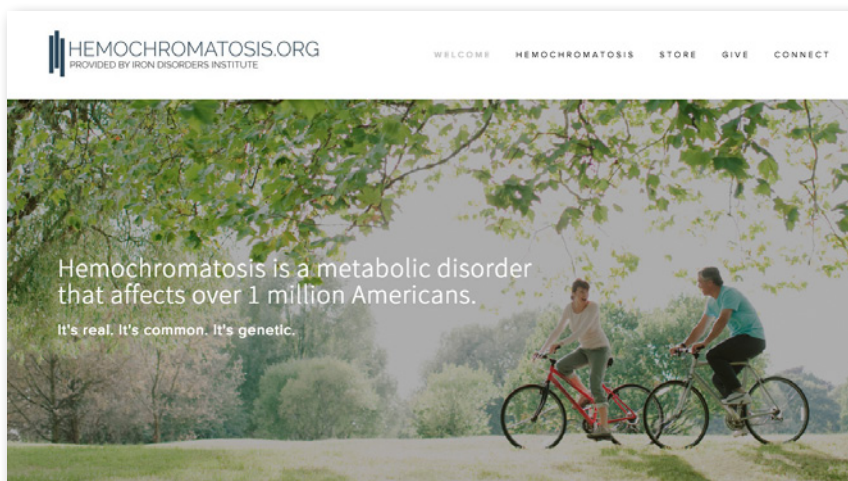 HEMOCHROMATOSIS.ORG
PROVIDED BY IRON DISORDERS INSTITUTE
WELCOME HEMOCHROMATOSIS STORE GIVE CONNECT
Hemochromatosis is a metabolic disorder
that affects over 1 million Americans.
It's real. It's common. It's genetic.